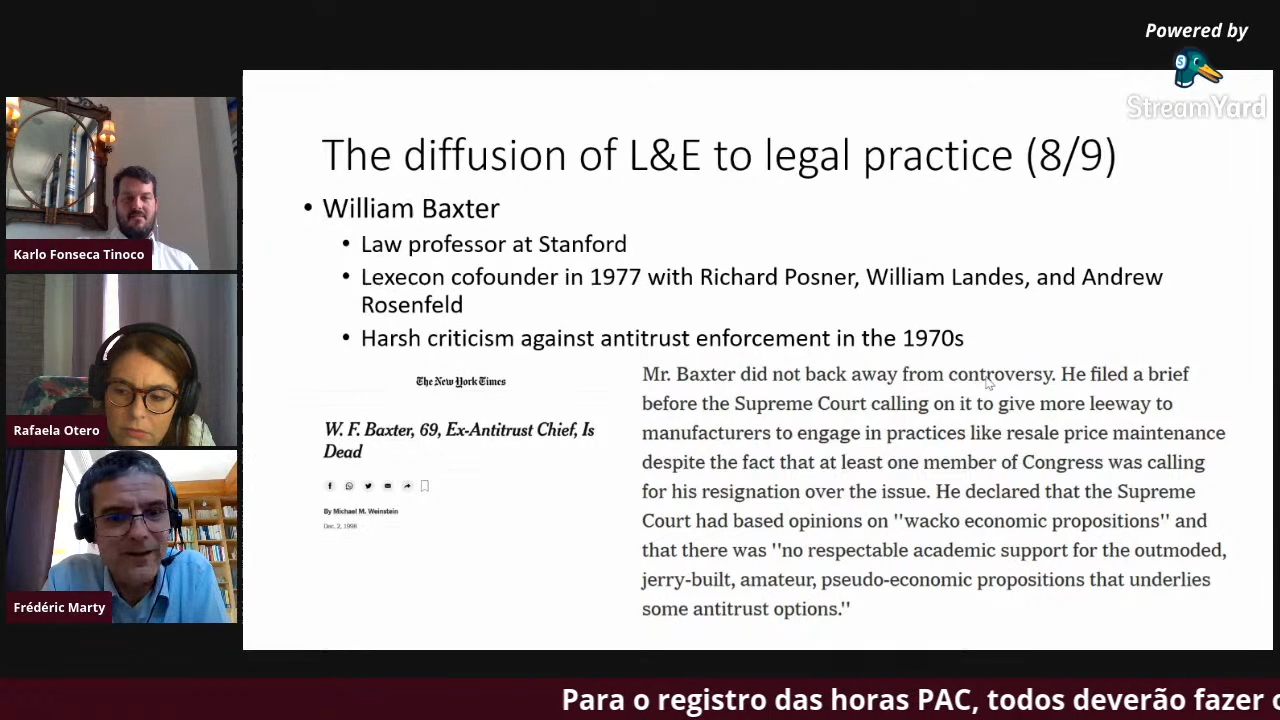 Powered by
StreamYard
The diffusion of L&E to legal practice (8/9)
• William Baxter
• Law professor at Stanford
• Lexecon cofounder in 1977 with Richard Posner, William Landes, and Andrew
Rosenfeld
• Harsh criticism against antitrust enforcement in the 1970s
The New York Times
W. F. Baxter, 69, Ex-Antitrust Chief, Is
Dead
By Michael M. Weinstein
Dec. 2, 1998
Mr. Baxter did not back away from controversy. He filed a brief
before the Supreme Court calling on it to give more leeway to
manufacturers to engage in practices like resale price maintenance
despite the fact that at least one member of Congress was calling
for his resignation over the issue. He declared that the Supreme
Court had based opinions on ''wacko economic propositions'' and
that there was ''no respectable academic support for the outmoded,
jerry-built, amateur, pseudo-economic propositions that underlies
some antitrust options.''
Karlo Fonseca Tinoco
Rafaela Otero
Frédéric Marty
Para o registro das horas PAC, todos deverão fazer